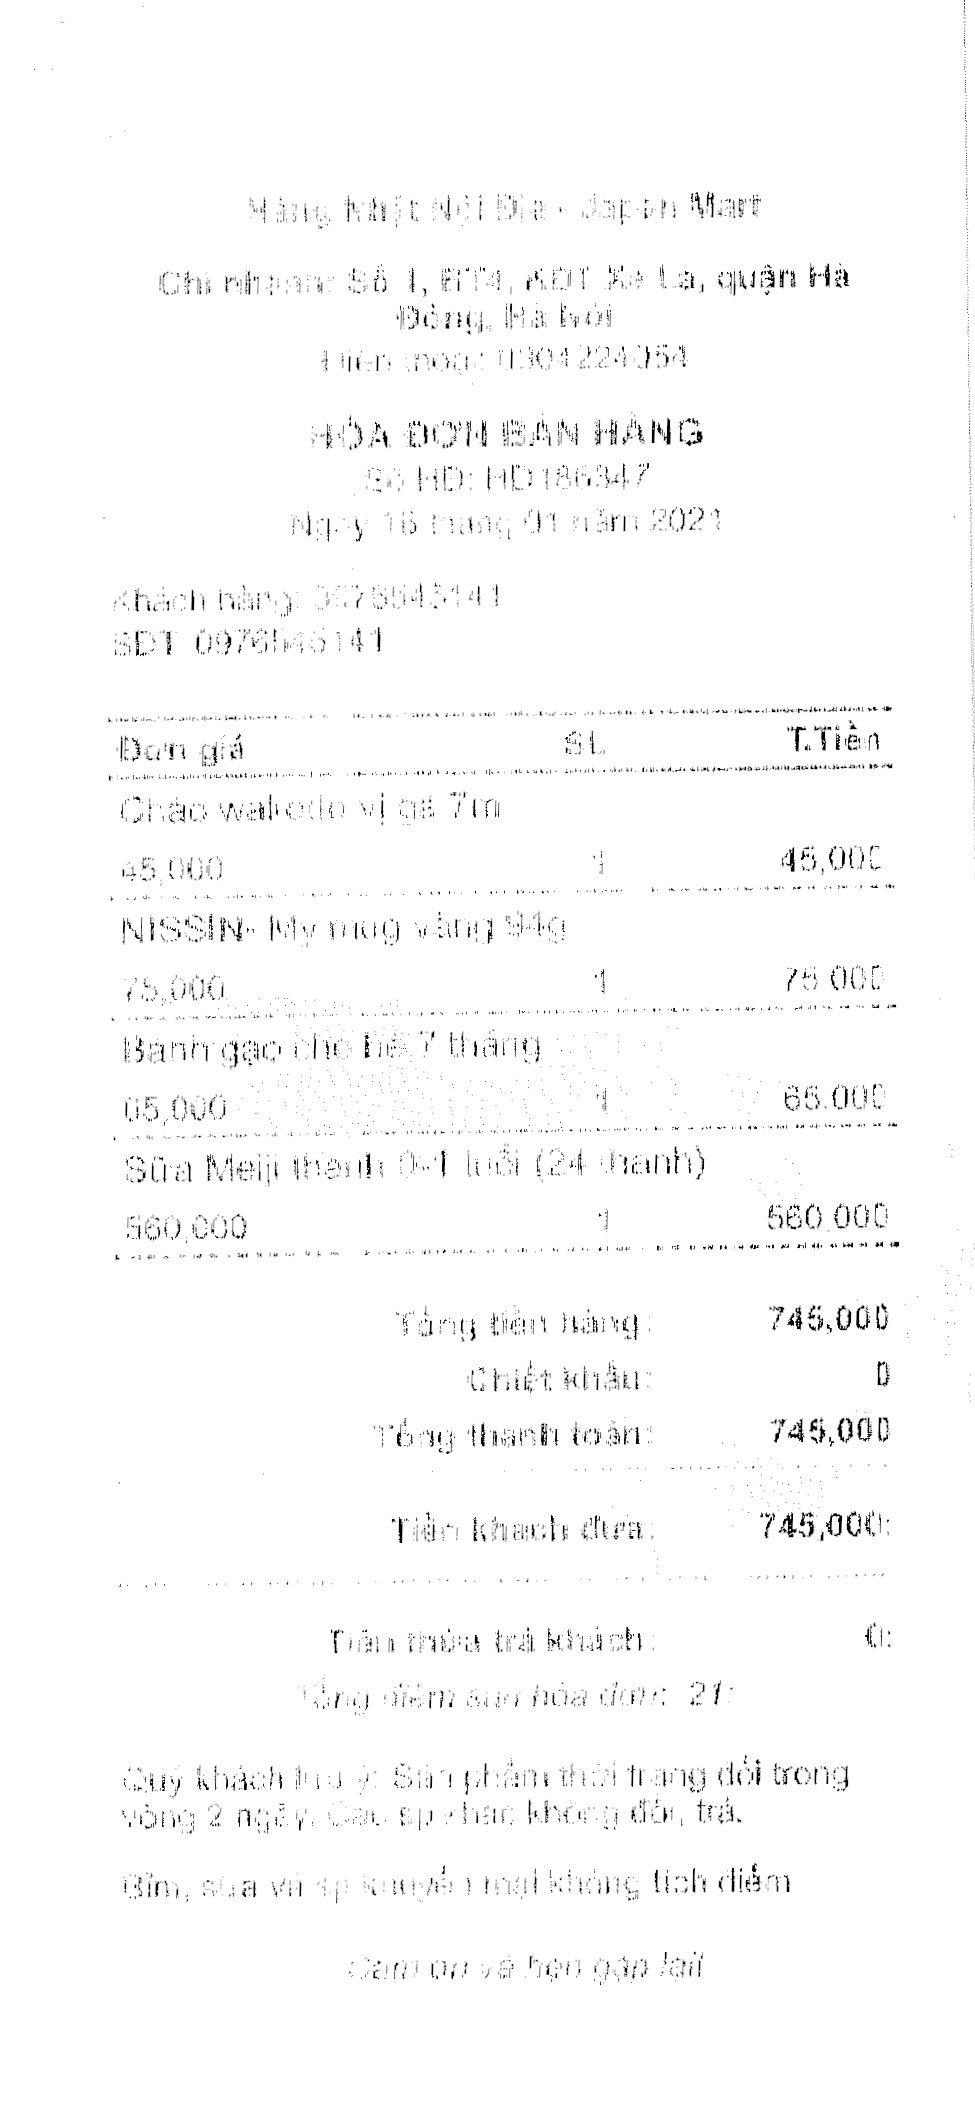 Hàng Nhật Nội Địa - Japan Mart
Chi nhánh: Số 1, BT4, KĐT Xa La, quận Hà
Đông, Hà Nội
Điện thoại:
HÓA ĐƠN BÁN HÀNG
Số HD: HD186347
Ngày 16 tháng 01 năm 2021
Khách hàng:
SDT
Đơn giá SL T.Tiền
Cháo wakodo vị gà 7m
45,000 1 45,000
NISSIN- Mỳ mug vàng 94g
75,000 1 75,000
Bánh gạo cho bé 7 tháng
65,000 1 65,000
Sữa Meiji thanh 0-1 tuổi (24 thanh)
560,000 1 560,000
Tổng tiền hàng: 745,000
Chiết khấu: 0
Tổng thanh toán: 745,000
Tiền khách đưa: 745,000
Tiền thừa trả khách: 0
Tổng điểm sau hóa đơn: 21
Quý khách lưu ý: Sản phẩm thời trang đổi trong
vòng 2 ngày. Các sp khác không đổi, trả.
Bỉm, sữa và sp khuyến mại không tích điểm
Cảm ơn và hẹn gặp lại!